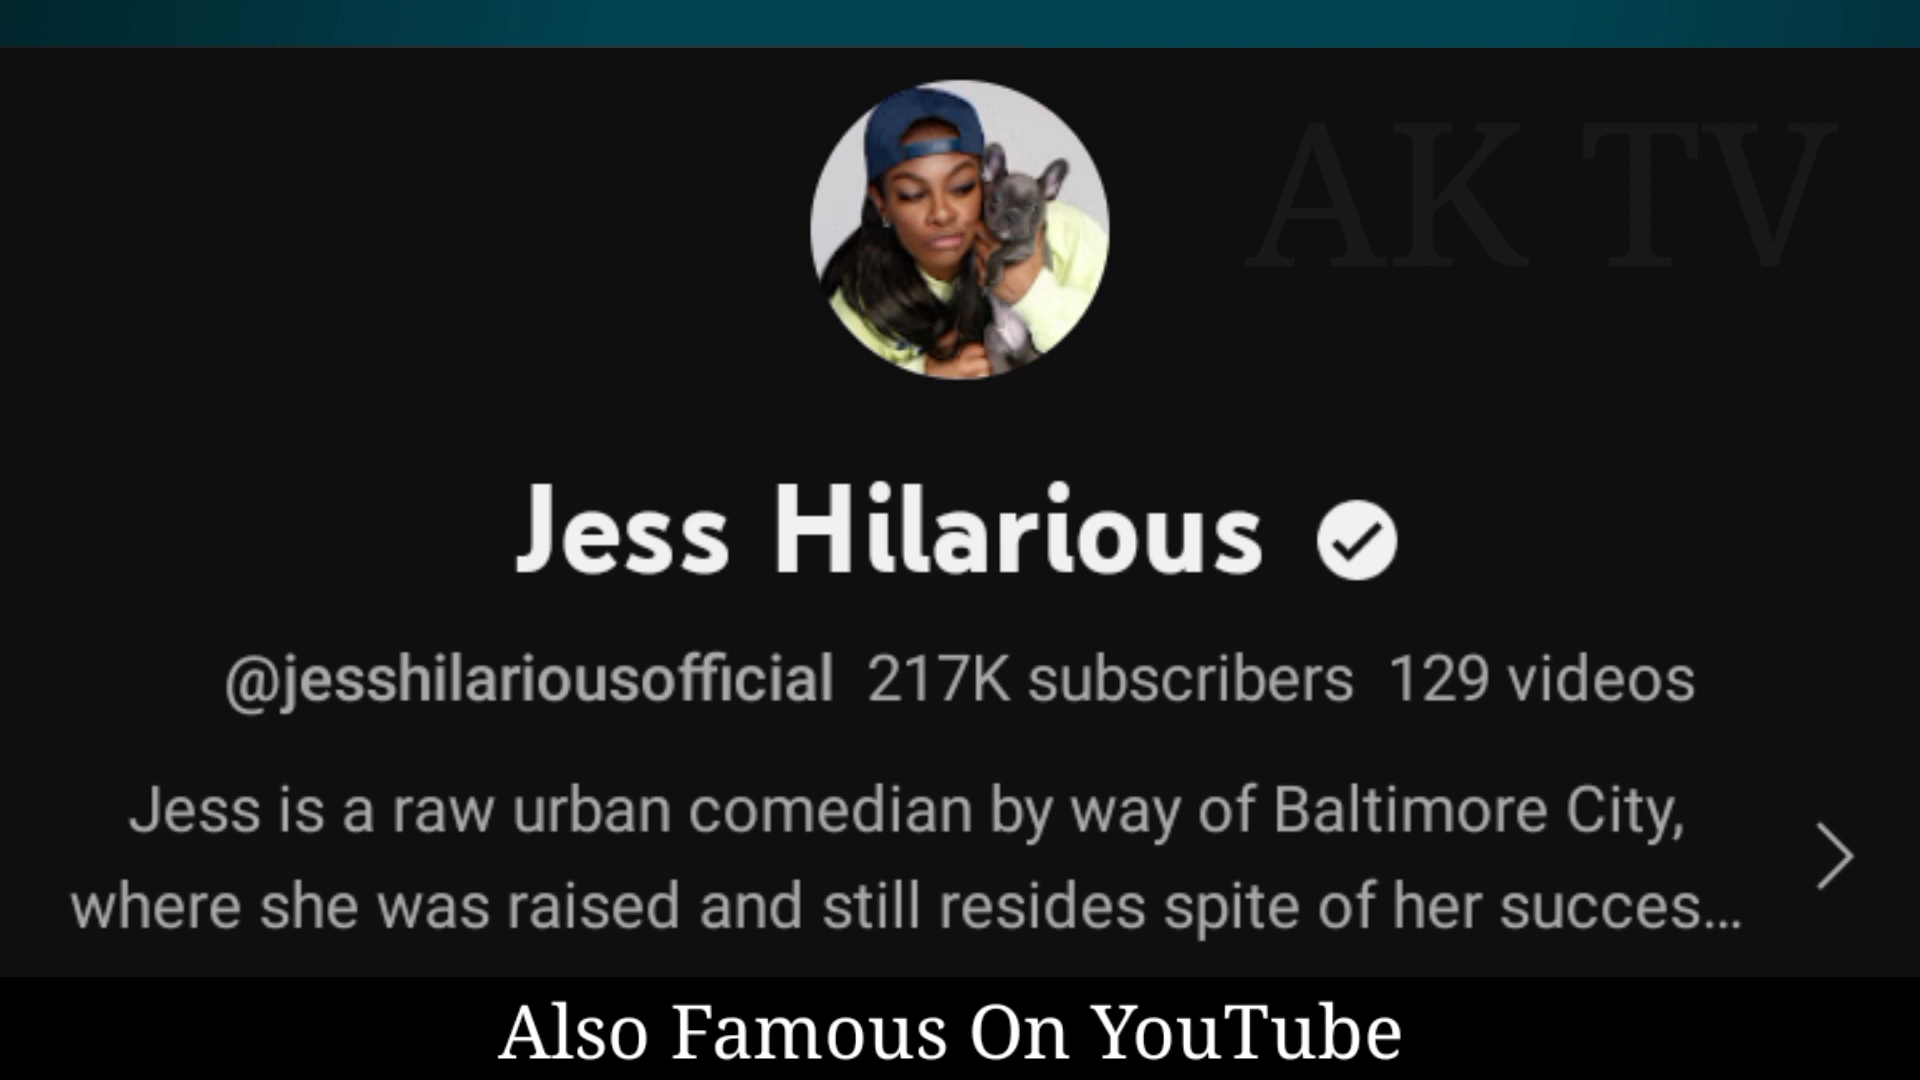 AK TV
Jess Hilarious
@jesshilariousofficial 217K subscribers 129 videos
Jess is a raw urban comedian by way of Baltimore City,
where she was raised and still resides spite of her succes...
Also Famous On YouTube